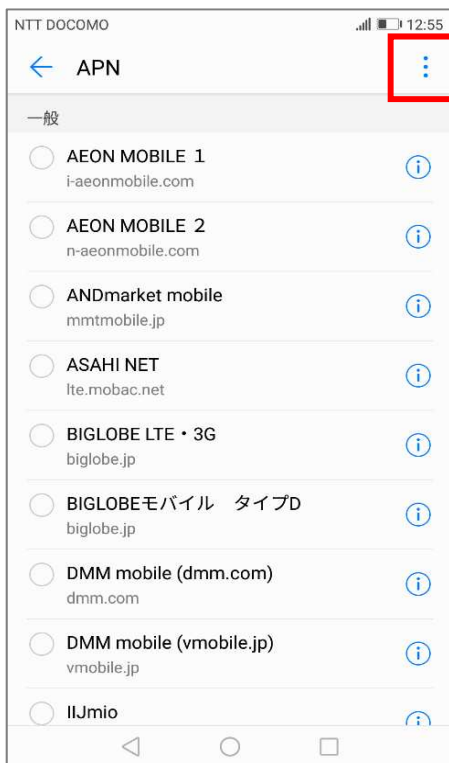 NTT DOCOMO 12:55
APN
一般
AEON MOBILE １
i-aeonmobile.com
AEON MOBILE ２
n-aeonmobile.com
ANDmarket mobile
mmtmobile.jp
ASAHI NET
lte.mobac.net
BIGLOBE LTE・3G
biglobe.jp
BIGLOBEモバイル　タイプD
biglobe.jp
DMM mobile (dmm.com)
dmm.com
DMM mobile (vmobile.jp)
vmobile.jp
IIJmio